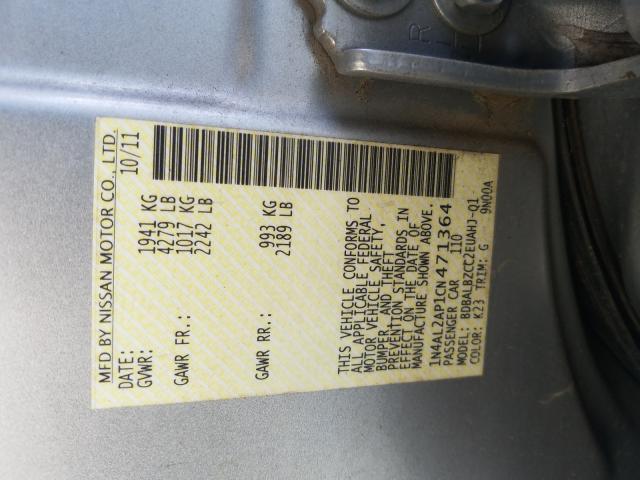 MFD BY NISSAN MOTOR CO., LTD.
DATE: 10/11
GVWR: 1941 KG
4279 LB
GAWR FR: 1017 KG
2242 LB
GAWR RR: 993 KG
2189 LB
THIS VEHICLE CONFORMS TO
ALL APPLICABLE FEDERAL
MOTOR VEHICLE SAFETY,
BUMPER, AND THEFT
PREVENTION STANDARDS IN
EFFECT ON THE DATE OF
MANUFACTURE SHOWN ABOVE.
1N4AL2AP1CN471364
PASSENGER CAR 110
MODEL: BDBALB2CC2EUAHJ-Q1
COLOR: K23 TRIM: G 9N00A
R